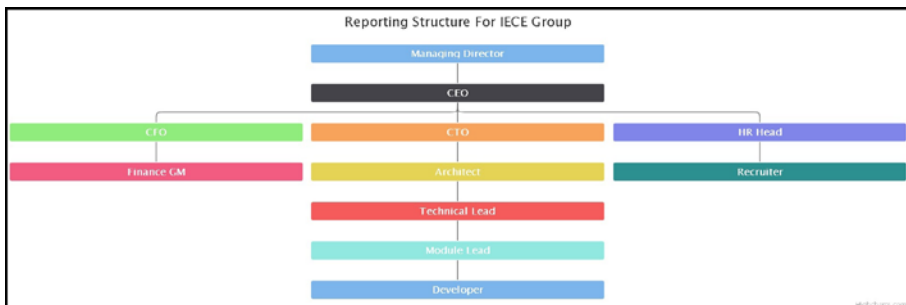 Reporting Structure For IECE Group
Managing Director
CEO
CFO CTO HR Head
Finance GM Architect Recruiter
Technical Lead
Module Lead
Developer